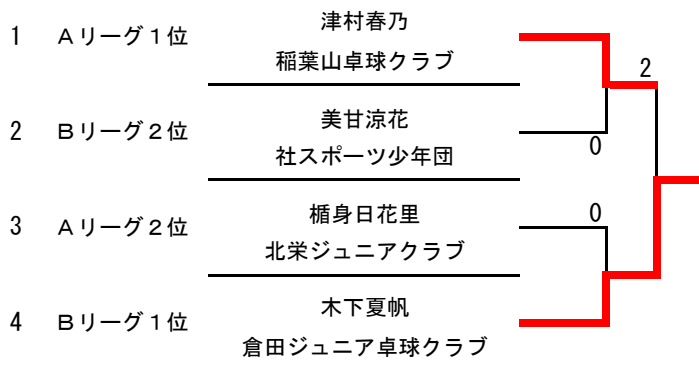 津村春乃
1 Aリーグ1位
稲葉山卓球クラブ
2
美甘涼花
2 Bリーグ2位
0
社スポーツ少年団
楯身日花里
0
3 Aリーグ2位
北栄ジュニアクラブ
木下夏帆
4 Bリーグ1位
倉田ジュニア卓球クラブ